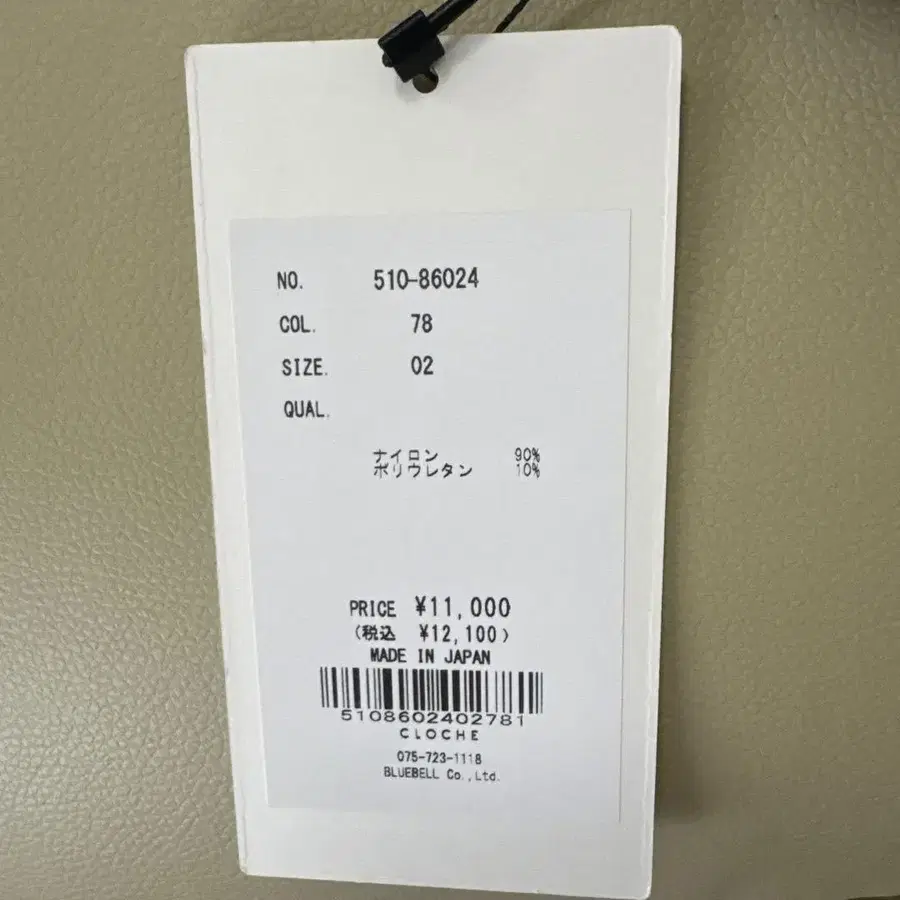 NO. 510-86024
COL. 78
SIZE. 02
QUAL.
ナイロン 90%
ポリウレタン 10%
PRICE ¥11,000
(税込 ¥12,100)
MADE IN JAPAN
5108602402781
CLOCHE
075-723-1118
BLUEBELL Co.,Ltd.